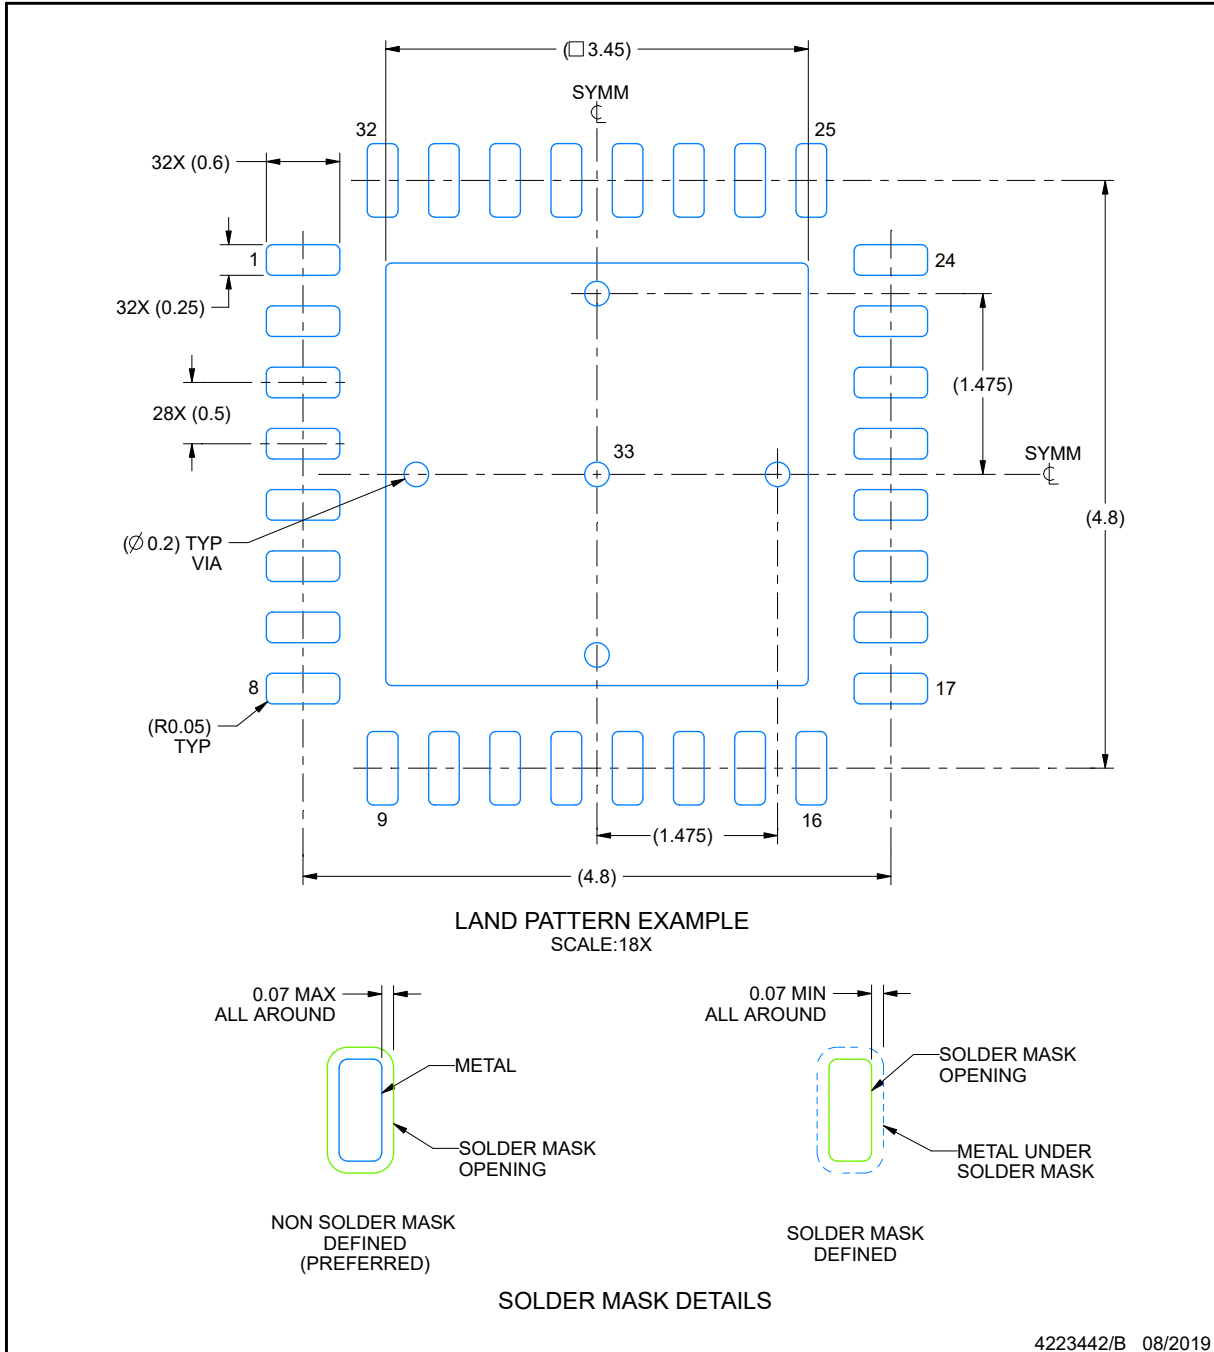 (□ 3.45)
SYMM
℄
32
25
32X (0.6)
1
24
32X (0.25)
(1.475)
28X (0.5)
33
SYMM
℄
(4.8)
(Ø 0.2) TYP
VIA
8
17
(R0.05)
TYP
9
16
(1.475)
(4.8)
LAND PATTERN EXAMPLE
SCALE:18X
0.07 MAX
ALL AROUND
METAL
SOLDER MASK
OPENING
NON SOLDER MASK
DEFINED
(PREFERRED)
0.07 MIN
ALL AROUND
SOLDER MASK
OPENING
METAL UNDER
SOLDER MASK
SOLDER MASK
DEFINED
SOLDER MASK DETAILS
4223442/B 08/2019